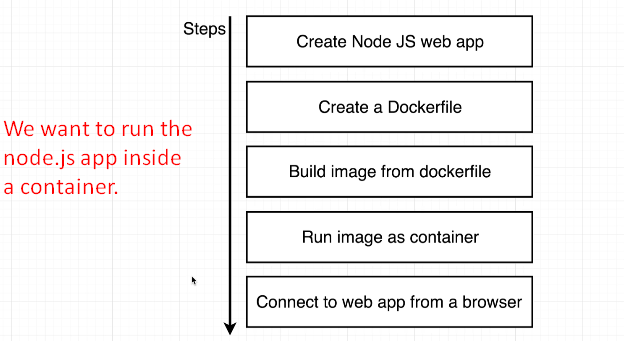 Steps
Create Node JS web app
Create a Dockerfile
We want to run the
node.js app inside
a container.
Build image from dockerfile
Run image as container
Connect to web app from a browser